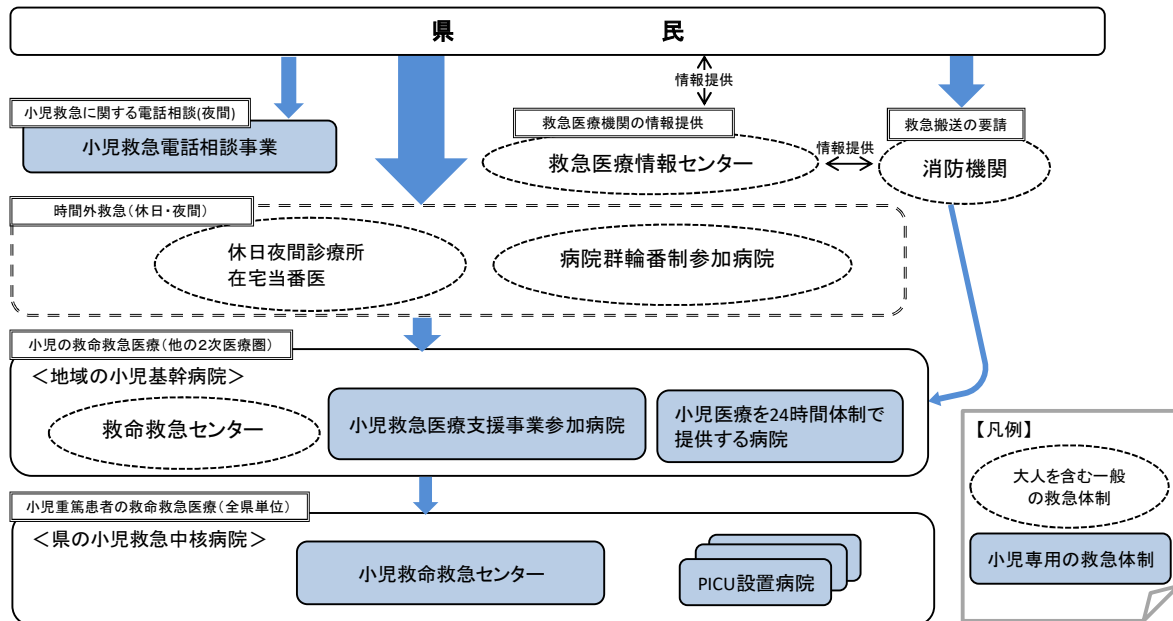 県　民
情報提供
小児救急に関する電話相談(夜間)
小児救急電話相談事業
救急医療機関の情報提供
救急医療情報センター
情報提供
救急搬送の要請
消防機関
時間外救急（休日・夜間）
休日夜間診療所
在宅当番医
病院群輪番制参加病院
小児の救命救急医療（他の２次医療圏）
＜地域の小児基幹病院＞
救命救急センター
小児救急医療支援事業参加病院
小児医療を24時間体制で
提供する病院
小児重篤患者の救命救急医療（全県単位）
＜県の小児救急中核病院＞
小児救命救急センター
PICU設置病院
【凡例】
大人を含む一般
の救急体制
小児専用の救急体制